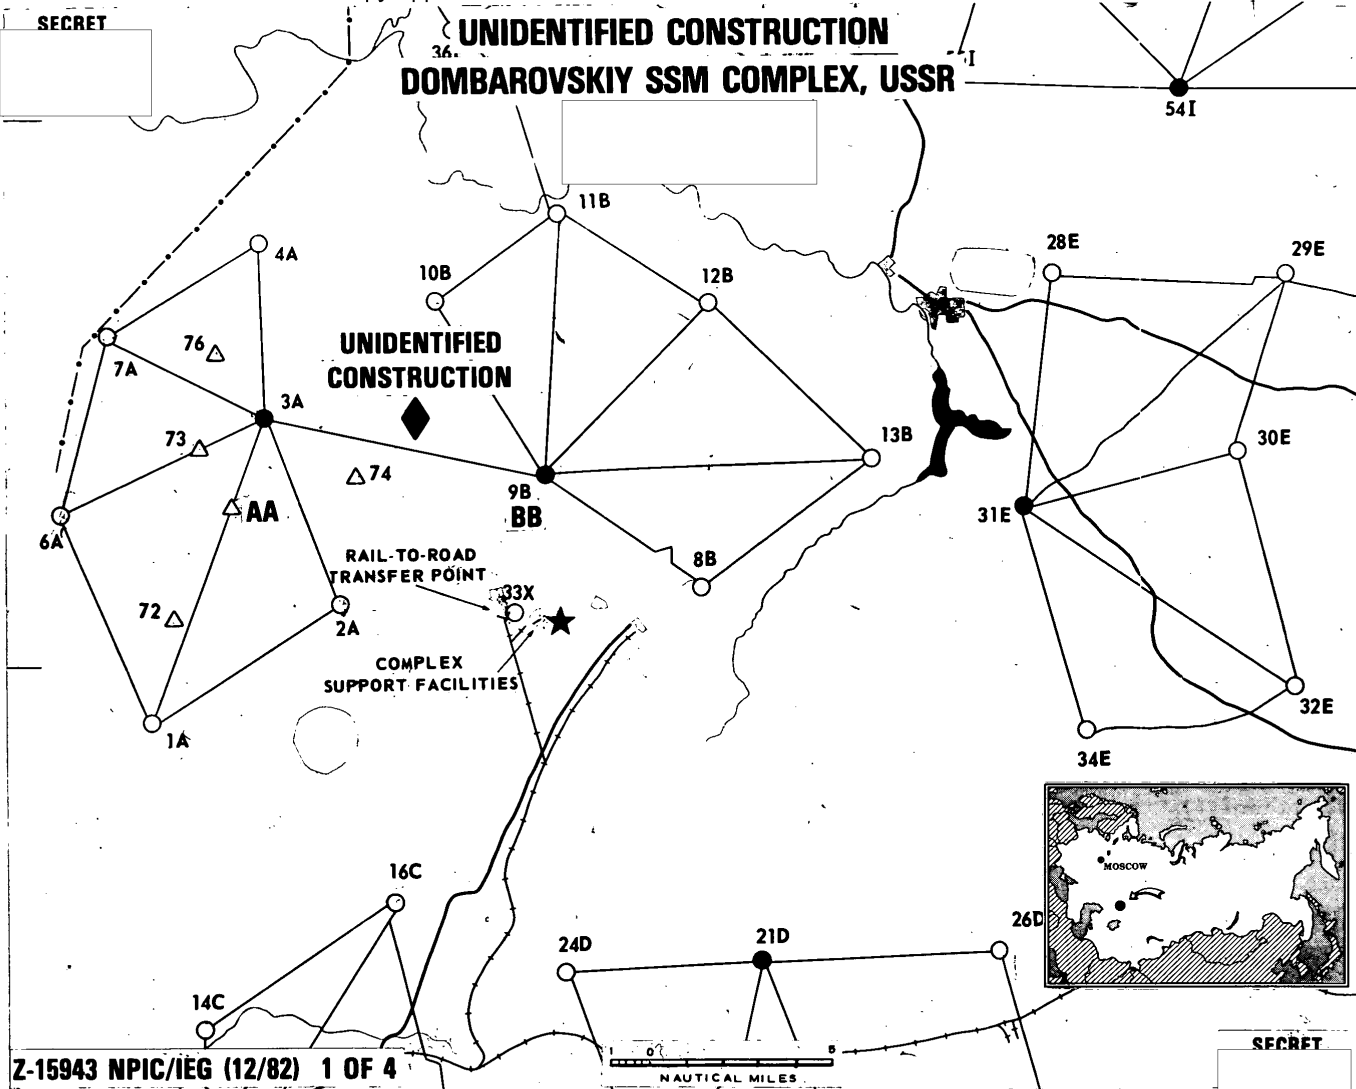 SECRET
UNIDENTIFIED CONSTRUCTION
DOMBAROVSKIY SSM COMPLEX, USSR
36
54I
11B
4A
28E
29E
10B
12B
76
7A
UNIDENTIFIED
CONSTRUCTION
3A
73
74
13B
30E
9B
BB
AA
31E
6A
8B
RAIL-TO-ROAD
TRANSFER POINT
33X
72
2A
COMPLEX
SUPPORT FACILITIES
1A
32E
34E
MOSCOW
16C
24D
21D
26D
14C
1 0 5
NAUTICAL MILES
Z-15943 NPIC/IEG (12/82) 1 OF 4
SECRET